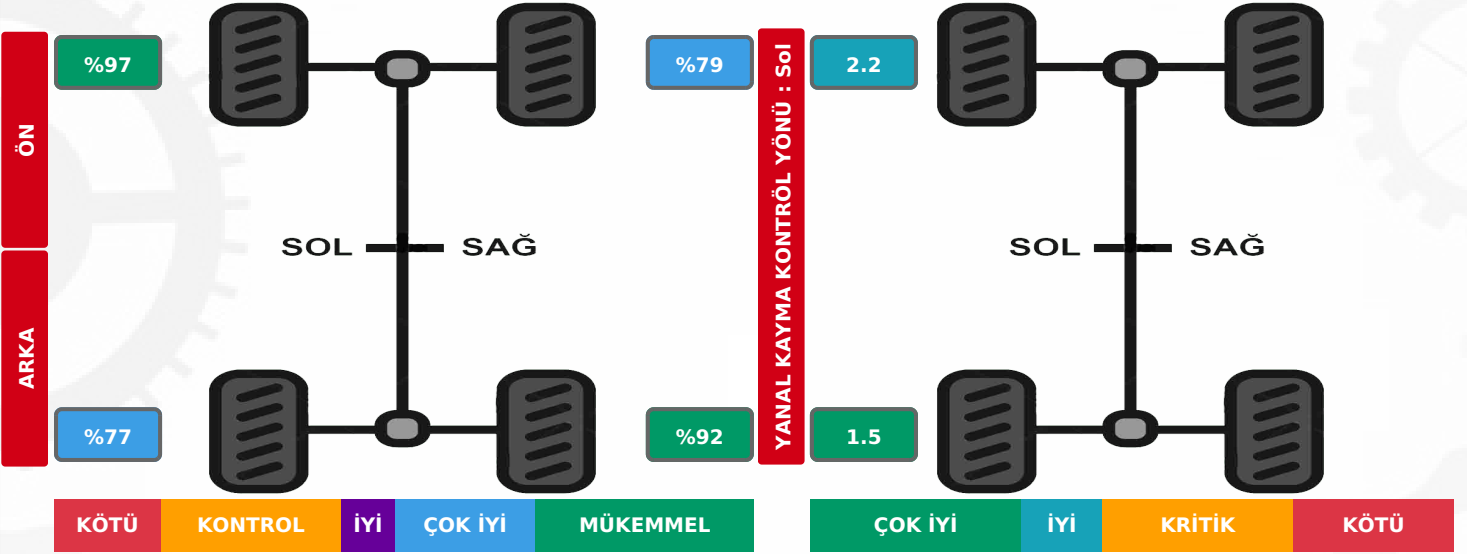 ÖN
ARKA
%97
%79
%77
%92
SOL
SAĞ
YANAL KAYMA KONTRÖL YÖNÜ : Sol
2.2
1.5
SOL
SAĞ
KÖTÜ
KONTROL
İYİ
ÇOK İYİ
MÜKEMMEL
ÇOK İYİ
İYİ
KRİTİK
KÖTÜ